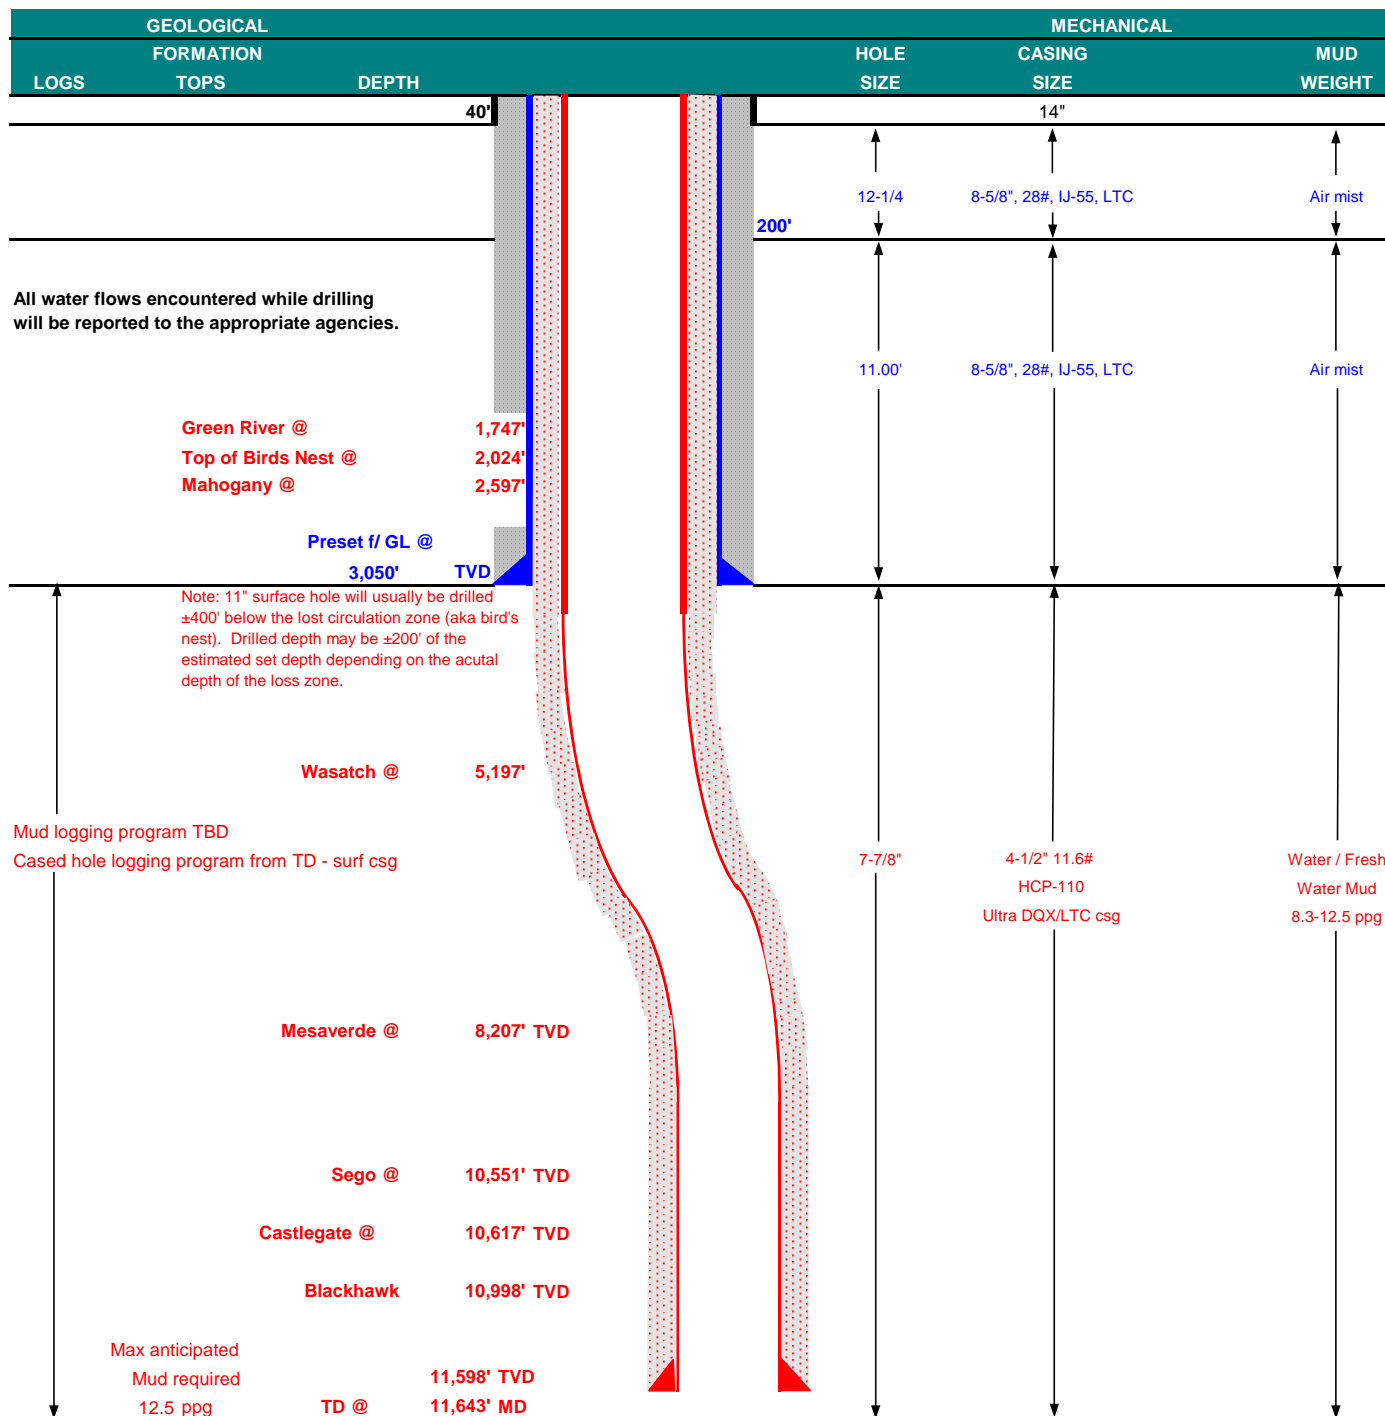 GEOLOGICAL MECHANICAL
FORMATION HOLE CASING MUD
LOGS TOPS DEPTH SIZE SIZE WEIGHT
40' 14"
12-1/4 8-5/8", 28#, IJ-55, LTC Air mist
200'
All water flows encountered while drilling
will be reported to the appropriate agencies.
11.00' 8-5/8", 28#, IJ-55, LTC Air mist
Green River @ 1,747'
Top of Birds Nest @ 2,024'
Mahogany @ 2,597'
Preset f/ GL @
3,050' TVD
Note: 11" surface hole will usually be drilled
±400' below the lost circulation zone (aka bird's
nest). Drilled depth may be ±200' of the
estimated set depth depending on the acutal
depth of the loss zone.
Wasatch @ 5,197'
Mud logging program TBD
Cased hole logging program from TD - surf csg
7-7/8" 4-1/2" 11.6# Water / Fresh
HCP-110 Water Mud
Ultra DQX/LTC csg 8.3-12.5 ppg
Mesaverde @ 8,207' TVD
Sego @ 10,551' TVD
Castlegate @ 10,617' TVD
Blackhawk 10,998' TVD
Max anticipated
Mud required 11,598' TVD
12.5 ppg TD @ 11,643' MD